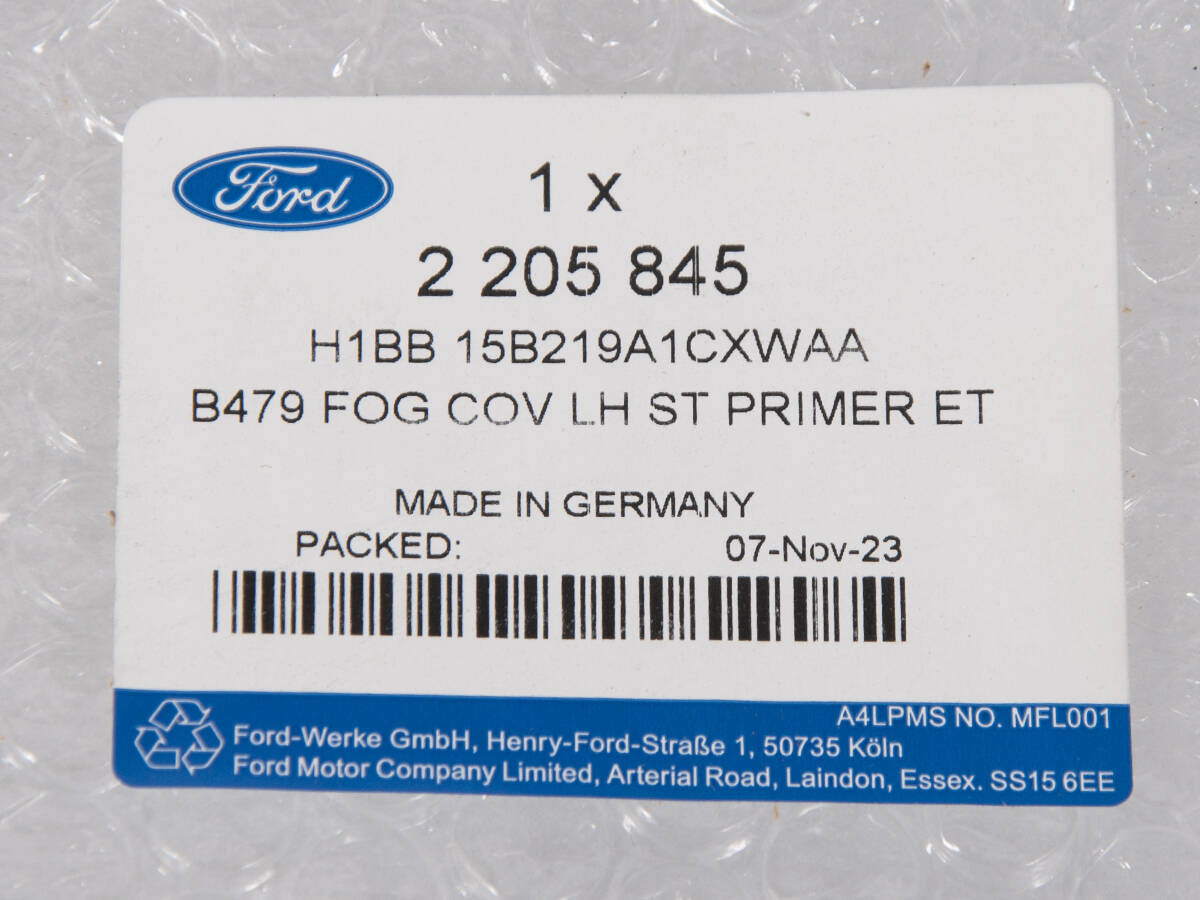 Ford
1 x
2 205 845
H1BB 15B219A1CXWAA
B479 FOG COV LH ST PRIMER ET
MADE IN GERMANY
PACKED: 07-Nov-23
A4LPMS NO. MFL001
Ford-Werke GmbH, Henry-Ford-Straße 1, 50735 Köln
Ford Motor Company Limited, Arterial Road, Laindon, Essex. SS15 6EE